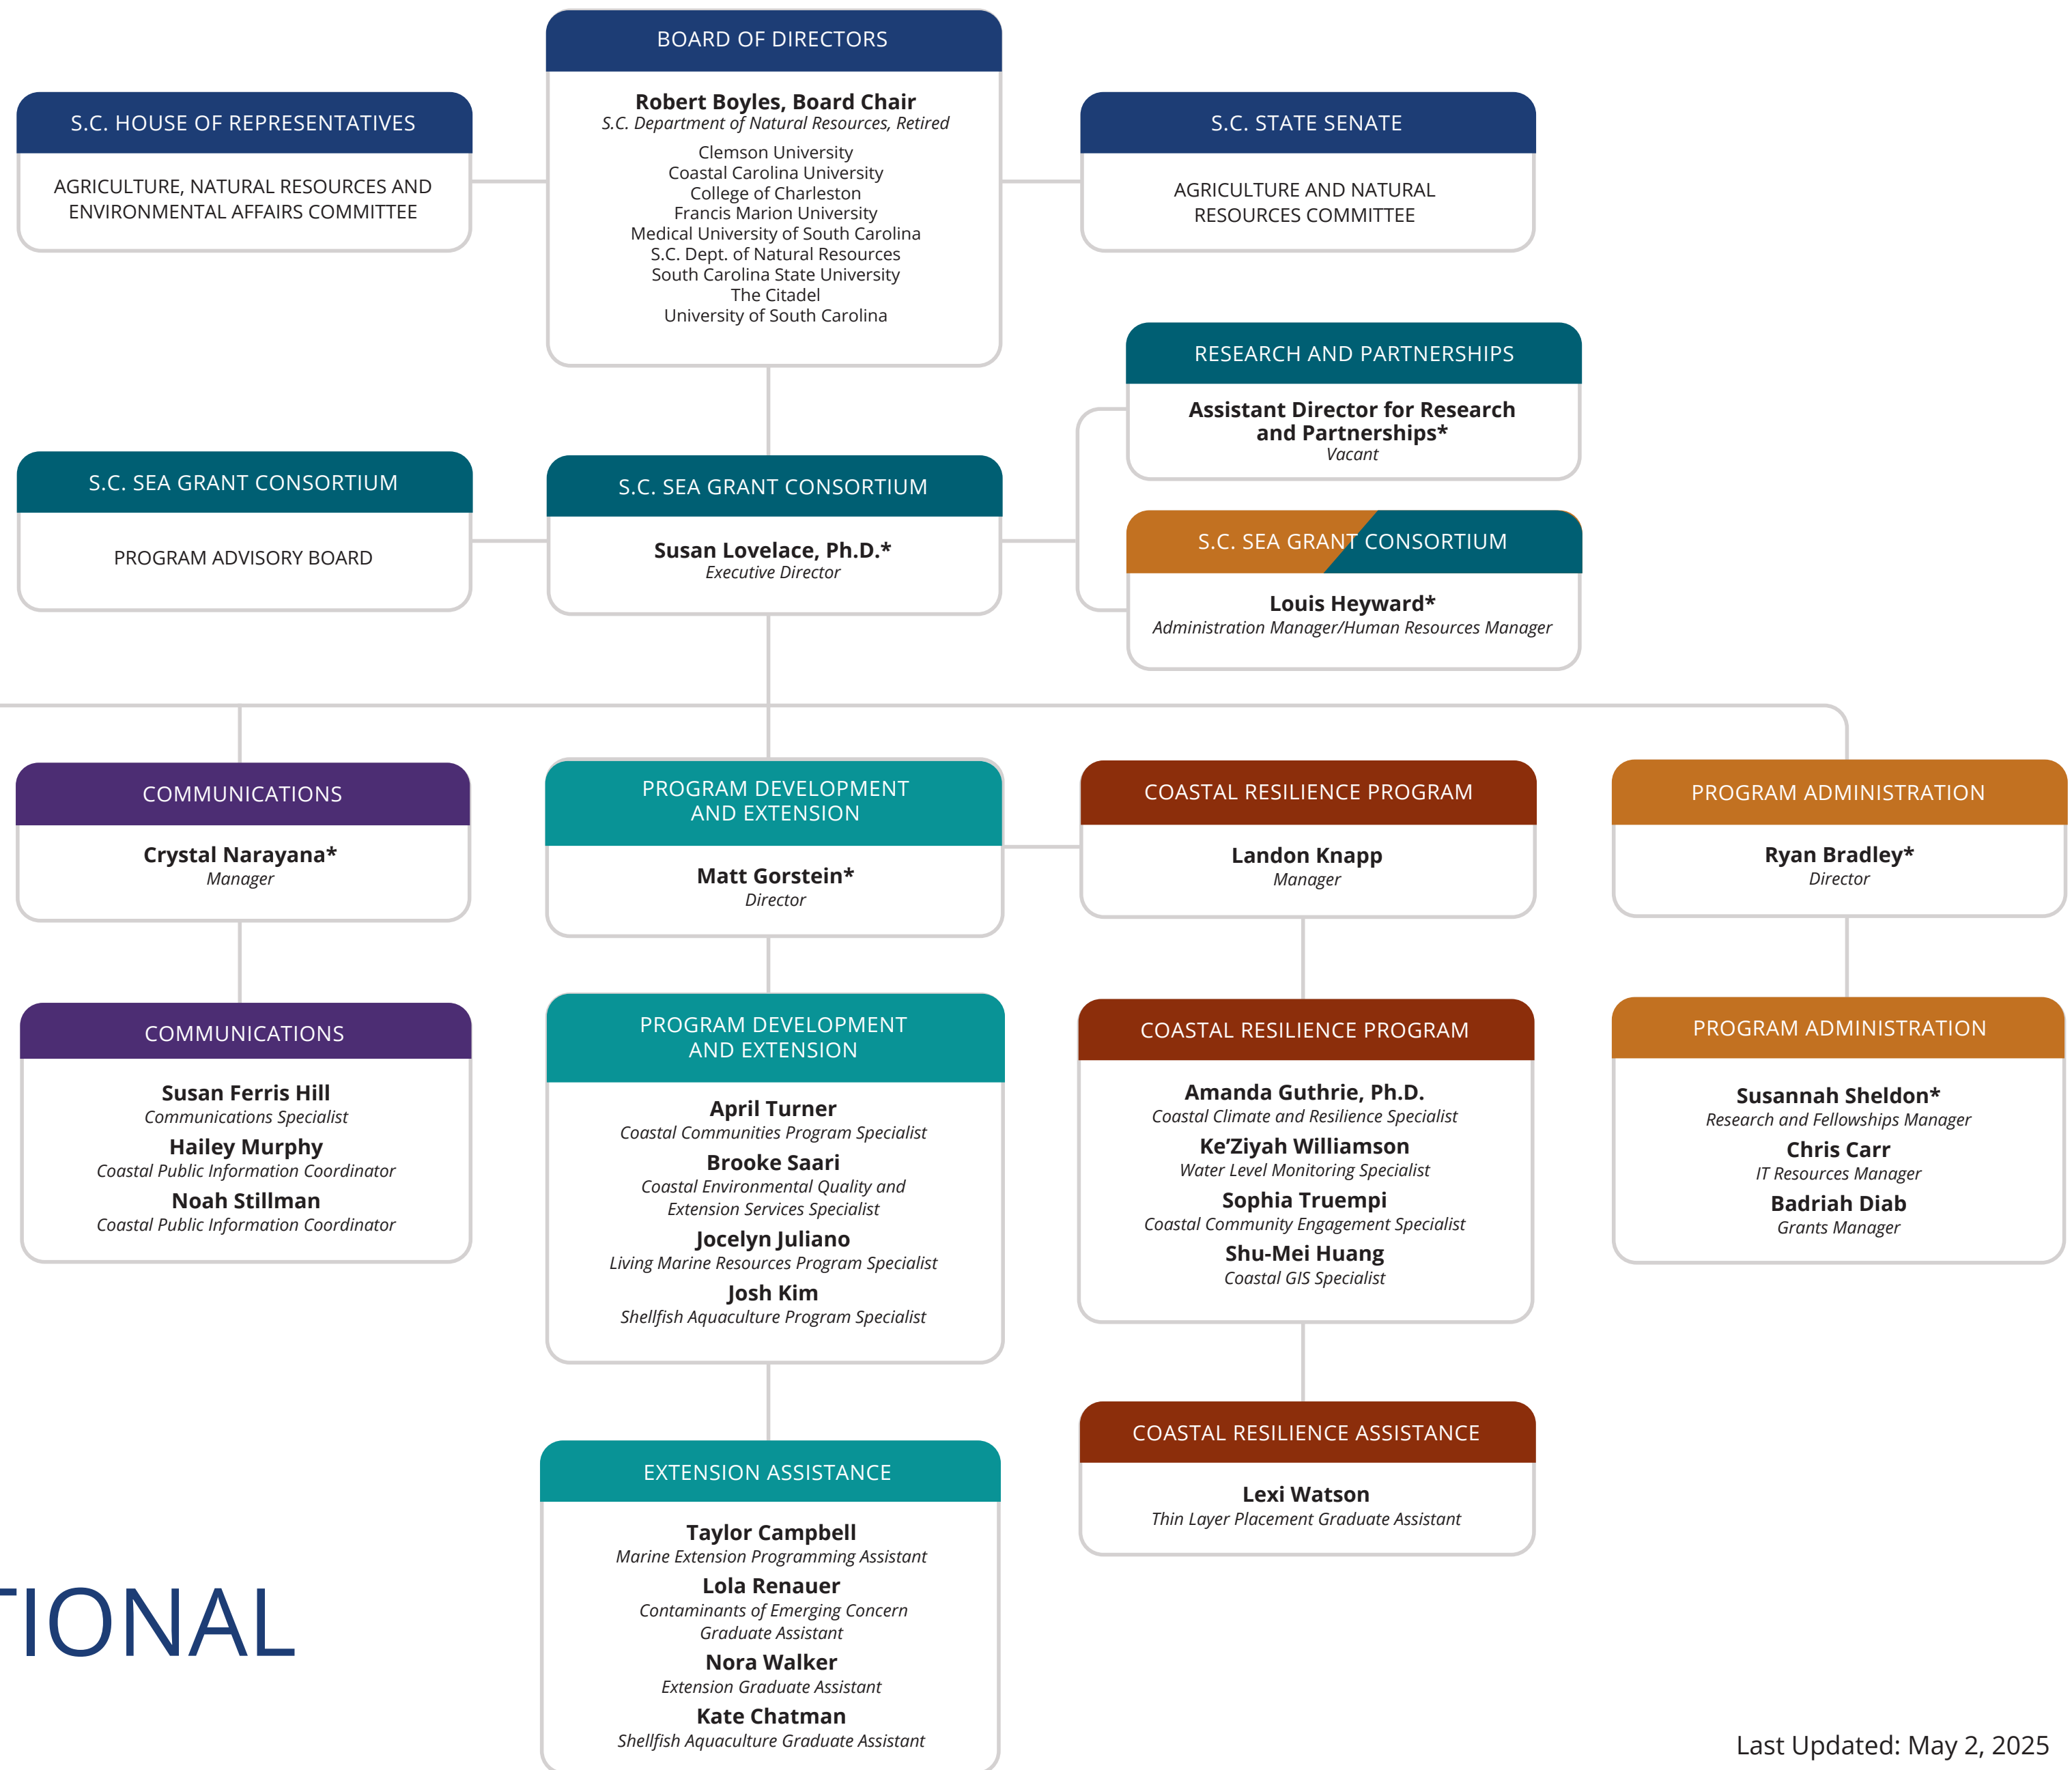 BOARD OF DIRECTORS
Robert Boyles, Board Chair
S.C. Department of Natural Resources, Retired
Clemson University
Coastal Carolina University
College of Charleston
Francis Marion University
Medical University of South Carolina
S.C. Dept. of Natural Resources
South Carolina State University
The Citadel
University of South Carolina
S.C. HOUSE OF REPRESENTATIVES
AGRICULTURE, NATURAL RESOURCES AND
ENVIRONMENTAL AFFAIRS COMMITTEE
S.C. STATE SENATE
AGRICULTURE AND NATURAL
RESOURCES COMMITTEE
RESEARCH AND PARTNERSHIPS
Assistant Director for Research
and Partnerships*
Vacant
S.C. SEA GRANT CONSORTIUM
PROGRAM ADVISORY BOARD
S.C. SEA GRANT CONSORTIUM
Susan Lovelace, Ph.D.*
Executive Director
S.C. SEA GRANT CONSORTIUM
Louis Heyward*
Administration Manager/Human Resources Manager
COMMUNICATIONS
Crystal Narayana*
Manager
PROGRAM DEVELOPMENT
AND EXTENSION
Matt Gorstein*
Director
COASTAL RESILIENCE PROGRAM
Landon Knapp
Manager
PROGRAM ADMINISTRATION
Ryan Bradley*
Director
COMMUNICATIONS
Susan Ferris Hill
Communications Specialist
Hailey Murphy
Coastal Public Information Coordinator
Noah Stillman
Coastal Public Information Coordinator
PROGRAM DEVELOPMENT
AND EXTENSION
April Turner
Coastal Communities Program Specialist
Brooke Saari
Coastal Environmental Quality and
Extension Services Specialist
Jocelyn Juliano
Living Marine Resources Program Specialist
Josh Kim
Shellfish Aquaculture Program Specialist
COASTAL RESILIENCE PROGRAM
Amanda Guthrie, Ph.D.
Coastal Climate and Resilience Specialist
Ke’Ziyah Williamson
Water Level Monitoring Specialist
Sophia Truempi
Coastal Community Engagement Specialist
Shu-Mei Huang
Coastal GIS Specialist
PROGRAM ADMINISTRATION
Susannah Sheldon*
Research and Fellowships Manager
Chris Carr
IT Resources Manager
Badriah Diab
Grants Manager
EXTENSION ASSISTANCE
Taylor Campbell
Marine Extension Programming Assistant
Lola Renauer
Contaminants of Emerging Concern
Graduate Assistant
Nora Walker
Extension Graduate Assistant
Kate Chatman
Shellfish Aquaculture Graduate Assistant
COASTAL RESILIENCE ASSISTANCE
Lexi Watson
Thin Layer Placement Graduate Assistant
TIONAL
Last Updated: May 2, 2025